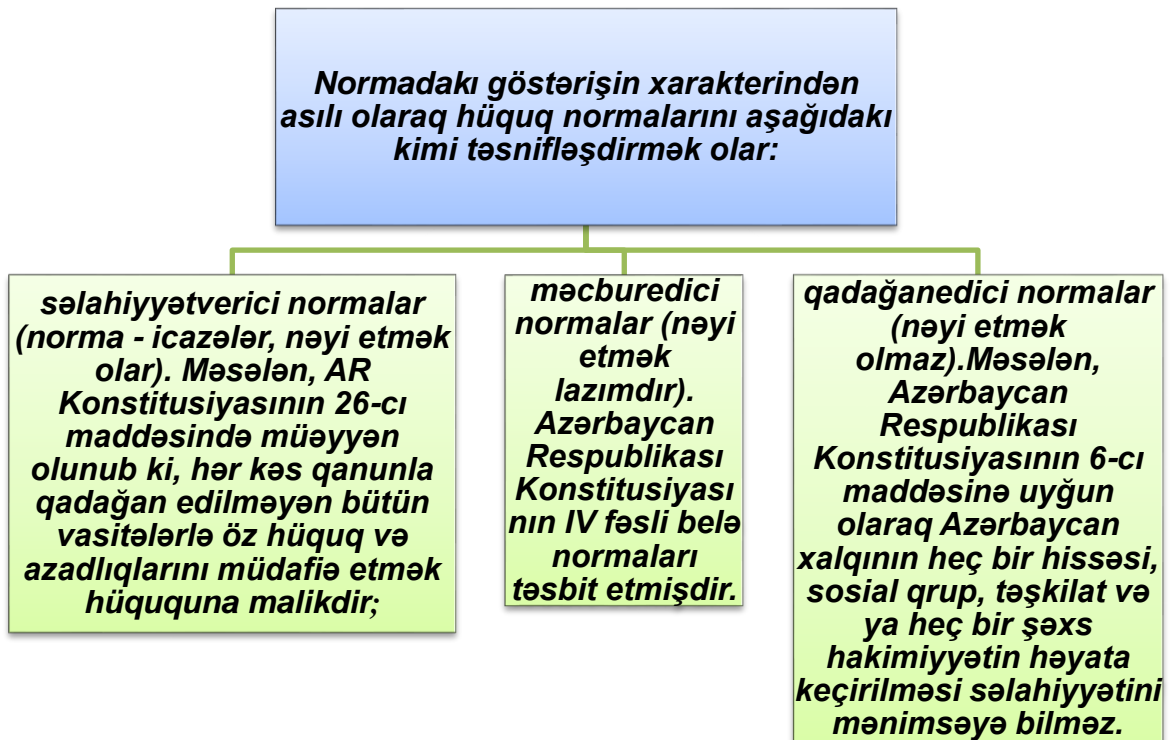 Normadakı göstərişin xarakterindən
asılı olaraq hüquq normalarını aşağıdakı
kimi təsnifləşdirmək olar:
səlahiyyətverici normalar
(norma - icazələr, nəyi etmək
olar). Məsələn, AR
Konstitusiyasının 26-cı
maddəsində müəyyən
olunub ki, hər kəs qanunla
qadağan edilməyən bütün
vasitələrlə öz hüquq və
azadlıqlarını müdafiə etmək
hüququna malikdir;
məcburedici
normalar (nəyi
etmək
lazımdır).
Azərbaycan
Respublikası
Konstitusiyası
nın IV fəsli belə
normaları
təsbit etmişdir.
qadağanedici normalar
(nəyi etmək
olmaz).Məsələn,
Azərbaycan
Respublikası
Konstitusiyasının 6-cı
maddəsinə uyğun
olaraq Azərbaycan
xalqının heç bir hissəsi,
sosial qrup, təşkilat və
ya heç bir şəxs
hakimiyyətin həyata
keçirilməsi səlahiyyətini
mənimsəyə bilməz.